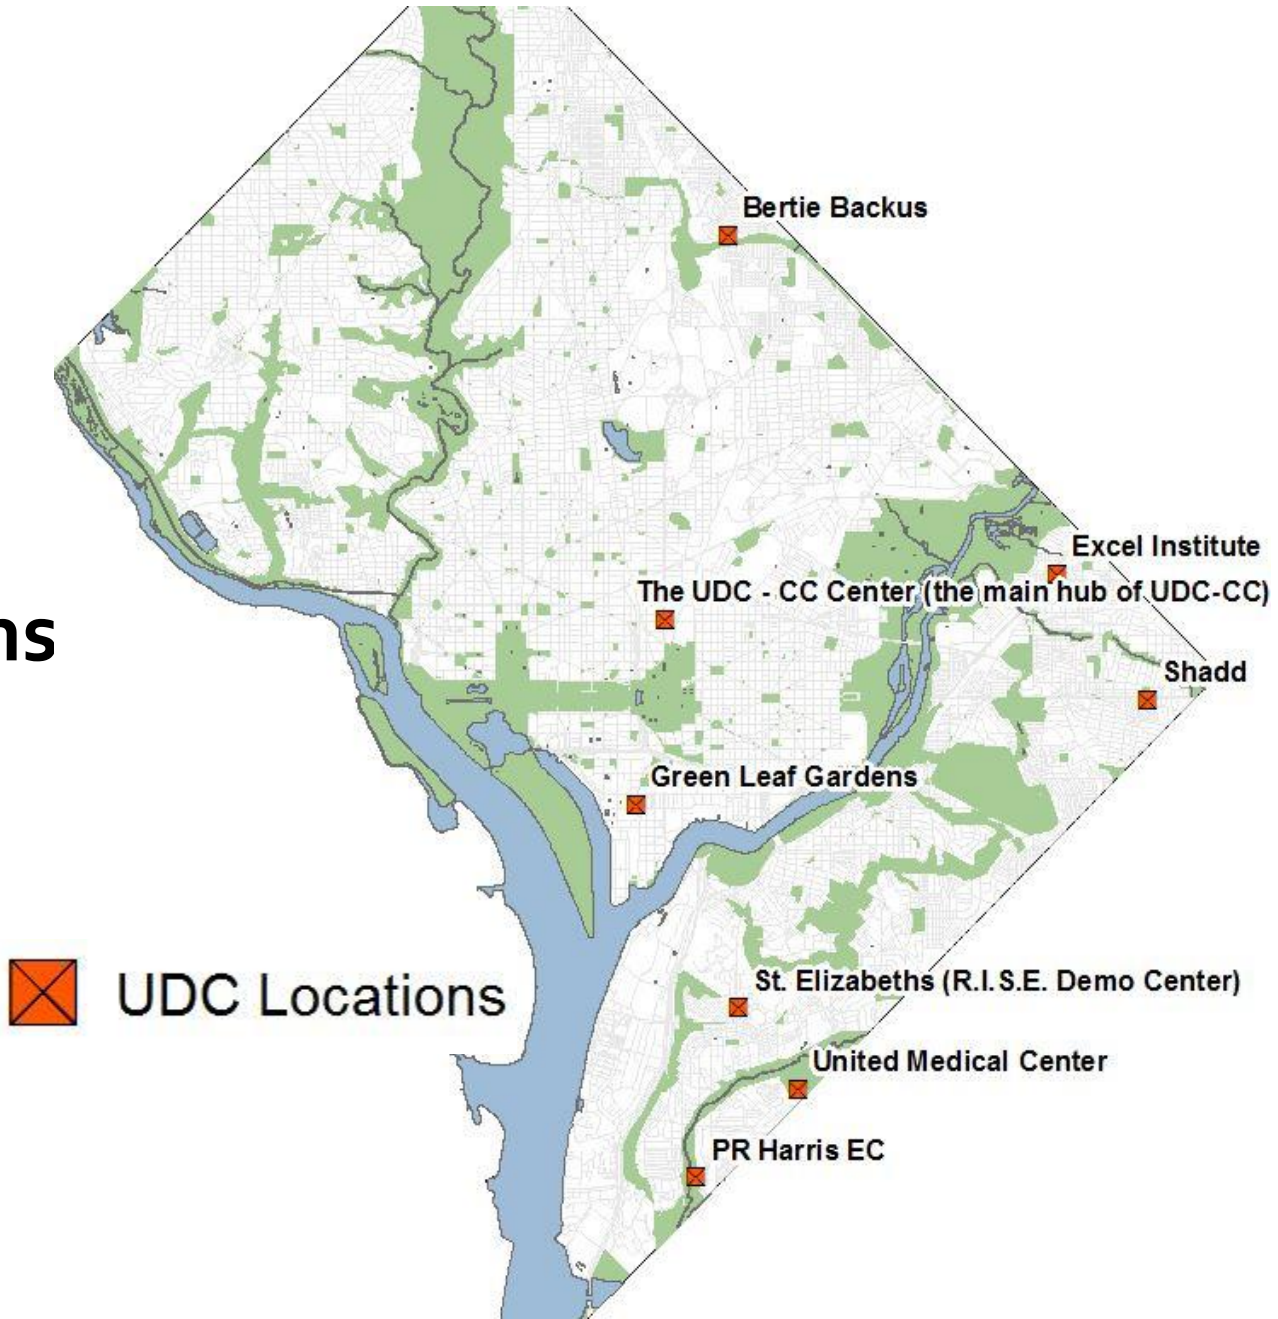 Bertie Backus
Excel Institute
The UDC - CC Center (the main hub of UDC-CC)
ns
Shadd
Green Leaf Gardens
St. Elizabeths (R.I.S.E. Demo Center)
UDC Locations
United Medical Center
PR Harris EC